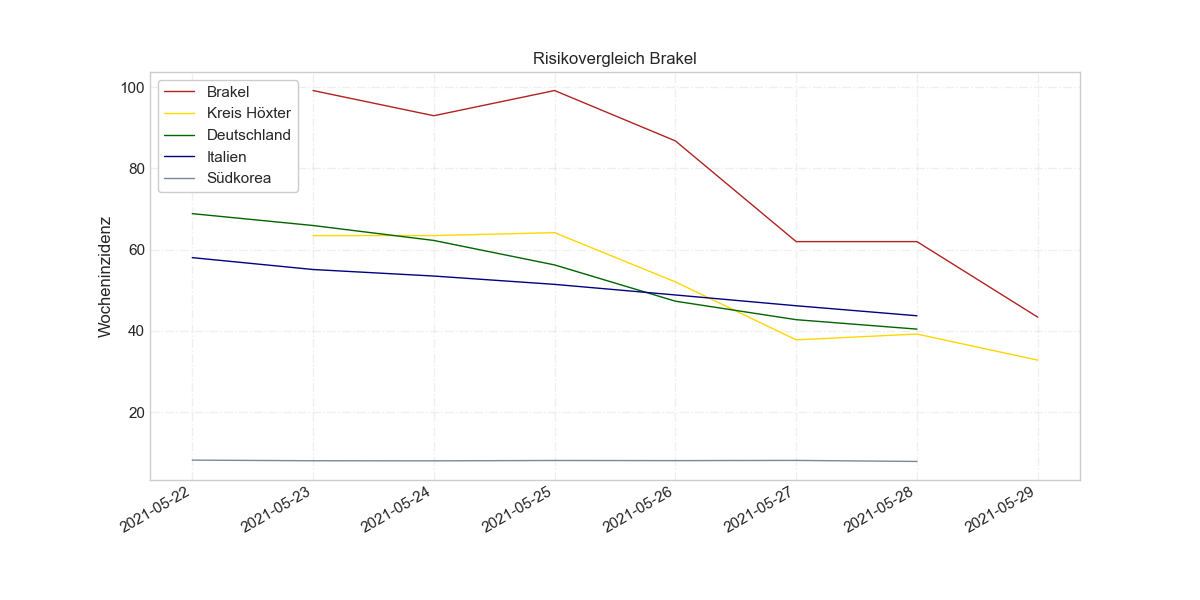 Risikovergleich Brakel
Brakel
Kreis Höxter
Deutschland
Italien
Südkorea
Wocheninzidenz
100
80
60
40
20
2021-05-22
2021-05-23
2021-05-24
2021-05-25
2021-05-26
2021-05-27
2021-05-28
2021-05-29